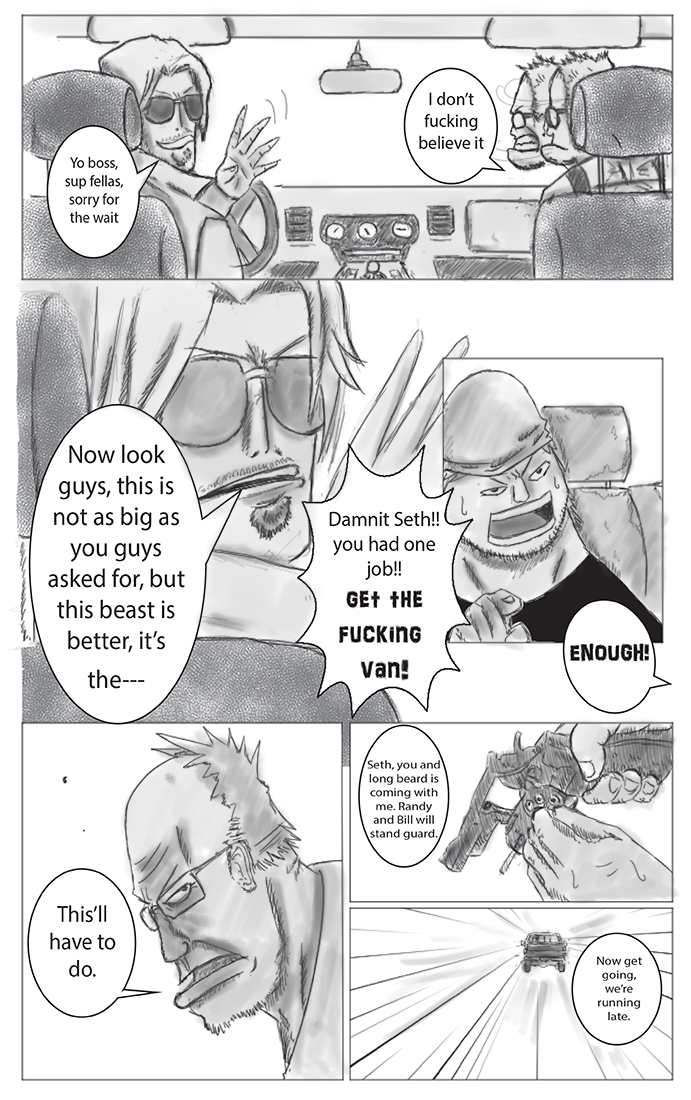 Yo boss,
sup fellas,
sorry for
the wait
I don't
fucking
believe it
Now look
guys, this is
not as big as
you guys
asked for, but
this beast is
better, it's
the---
Damnit Seth!!
you had one
job!!
GEt tHE
FUCKING
Van!
ENOUGH!
This'll
have to
do.
Seth, you and
long beard is
coming with
me. Randy
and Bill will
stand guard.
Now get
going,
we're
running
late.